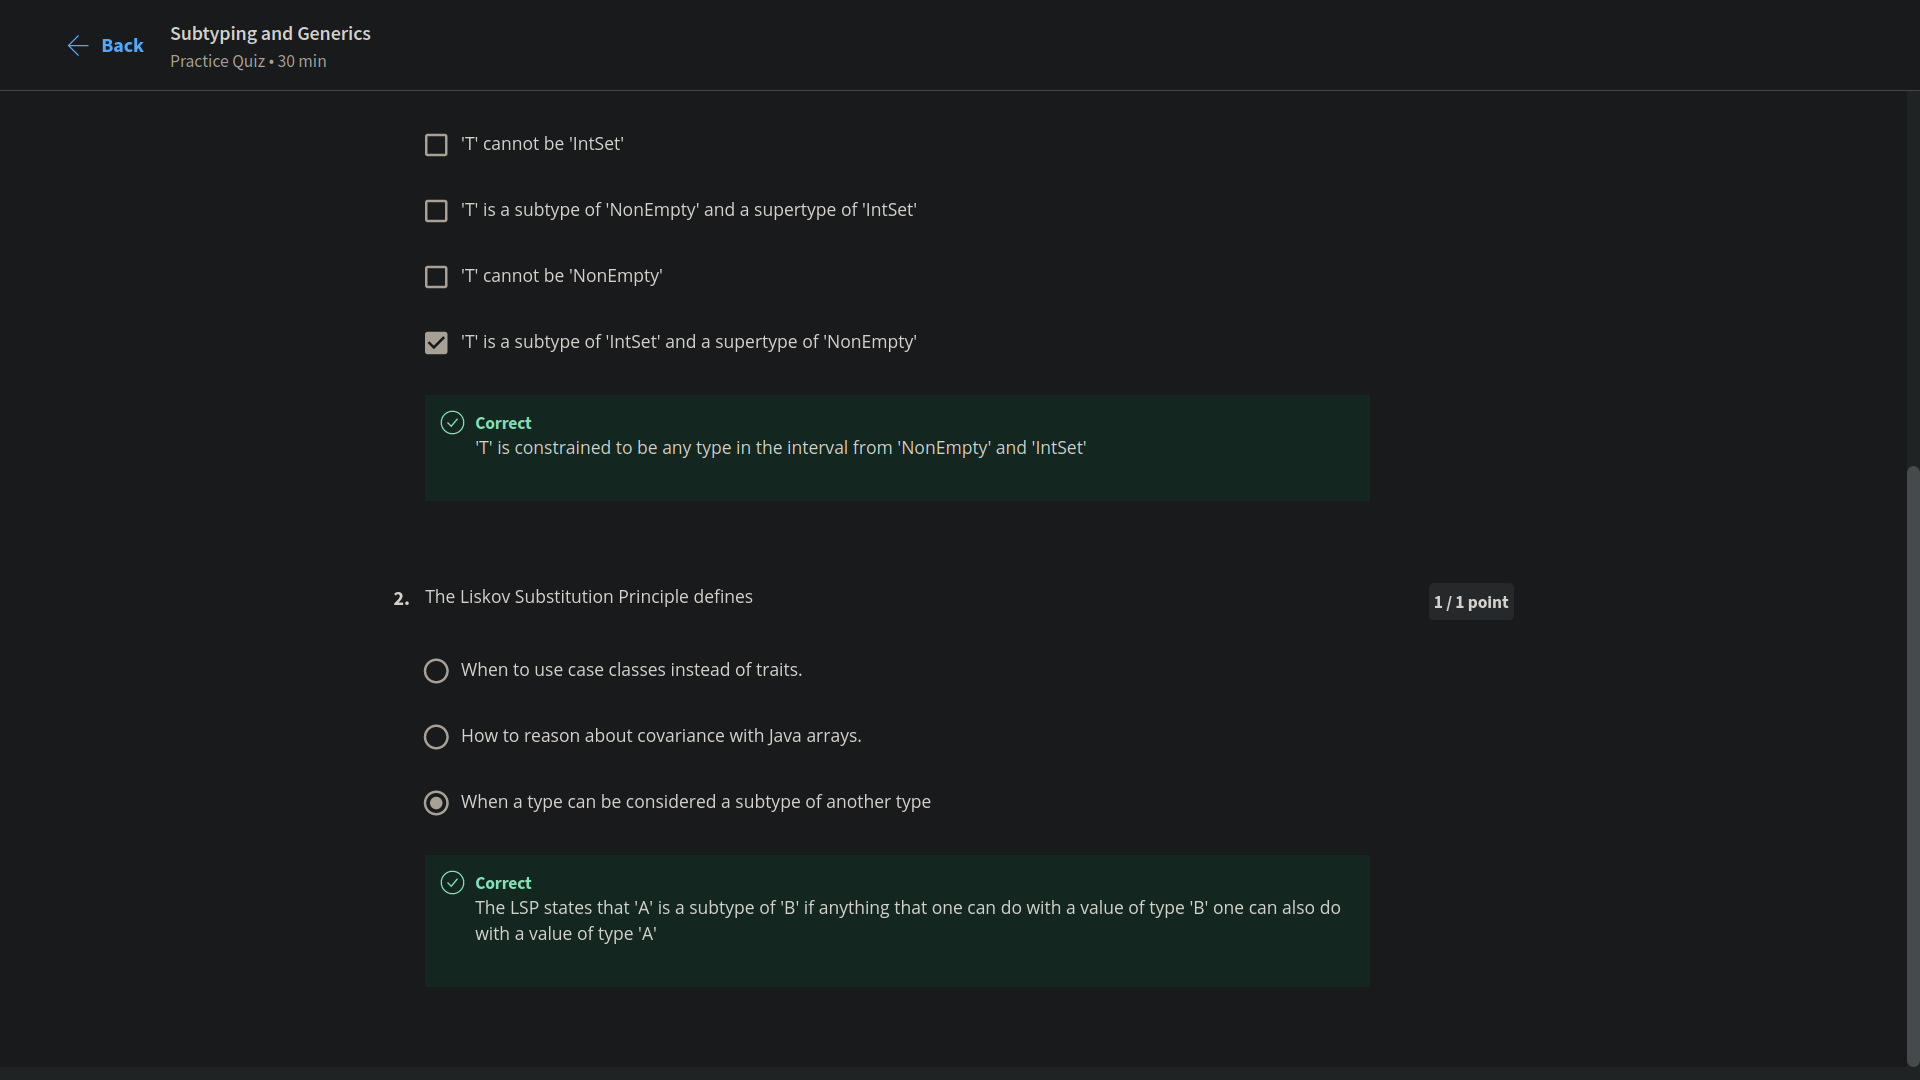 Back
Subtyping and Generics
Practice Quiz • 30 min
'T' cannot be 'IntSet'
'T' is a subtype of 'NonEmpty' and a supertype of 'IntSet'
'T' cannot be 'NonEmpty'
'T' is a subtype of 'IntSet' and a supertype of 'NonEmpty'
Correct
'T' is constrained to be any type in the interval from 'NonEmpty' and 'IntSet'
2. The Liskov Substitution Principle defines
1 / 1 point
When to use case classes instead of traits.
How to reason about covariance with Java arrays.
When a type can be considered a subtype of another type
Correct
The LSP states that 'A' is a subtype of 'B' if anything that one can do with a value of type 'B' one can also do
with a value of type 'A'